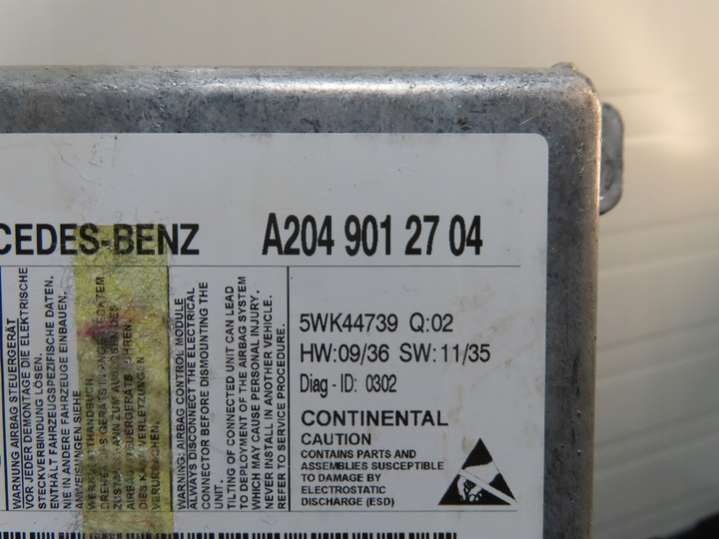 CEDES-BENZ A204 901 27 04
WARNUNG: AIRBAG STEUERGERÄT
VOR JEDER DEMONTAGE DIE ELEKTRISCHE
STECKVERBINDUNG LÖSEN.
ENTHÄLT FAHRZEUGSPEZIFISCHE DATEN.
NIE IN ANDERE FAHRZEUGE EINBAUEN.
ANWEISUNGEN SIEHE
WARNING: AIRBAG CONTROL MODULE
ALWAYS DISCONNECT THE ELECTRICAL
CONNECTOR BEFORE DISMOUNTING THE
UNIT.
TILTING OF CONNECTED UNIT CAN LEAD
TO DEPLOYMENT OF THE AIRBAG SYSTEM
WHICH MAY CAUSE PERSONAL INJURY.
NEVER INSTALL IN ANOTHER VEHICLE.
REFER TO SERVICE PROCEDURE.
5WK44739 Q:02
HW:09/36 SW:11/35
Diag - ID: 0302
CONTINENTAL
CAUTION
CONTAINS PARTS AND
ASSEMBLIES SUSCEPTIBLE
TO DAMAGE BY
ELECTROSTATIC
DISCHARGE (ESD)